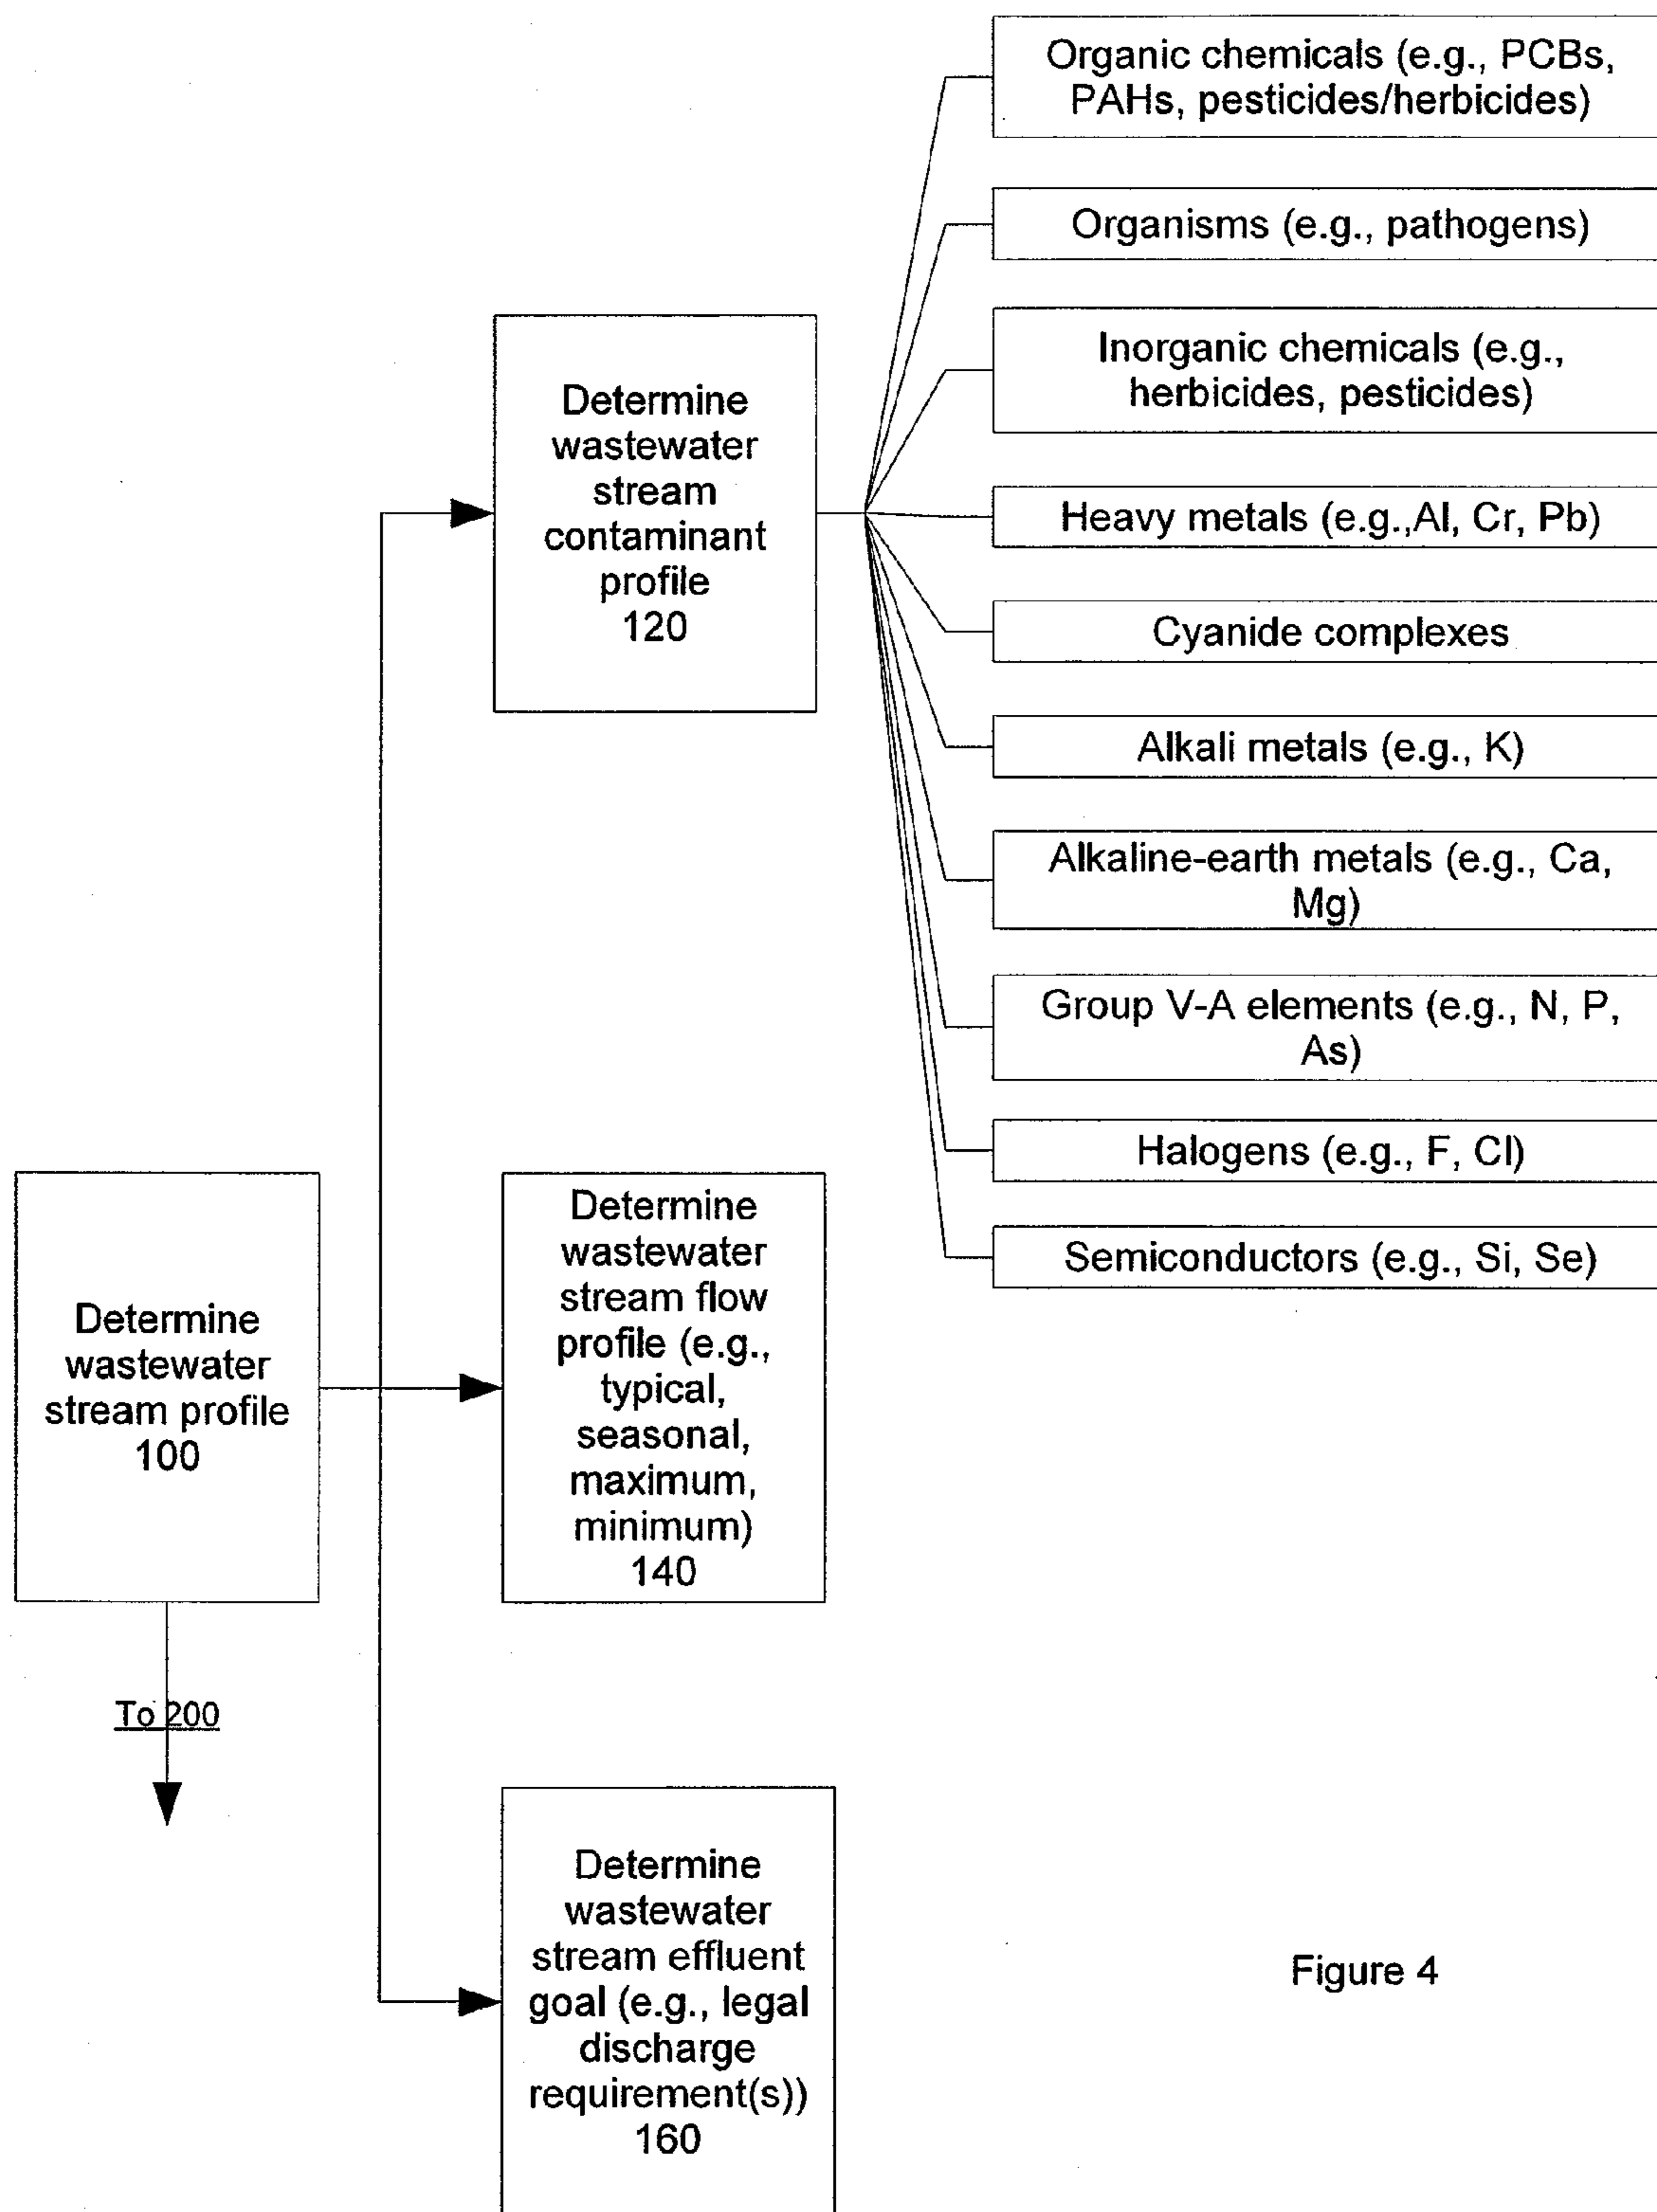 Organic chemicals (e.g., PCBs,
PAHs, pesticides/herbicides)
Organisms (e.g., pathogens)
Inorganic chemicals (e.g.,
herbicides, pesticides)
Heavy metals (e.g.,Al, Cr, Pb)
Cyanide complexes
Alkali metals (e.g., K)
Alkaline-earth metals (e.g., Ca,
Mg)
Group V-A elements (e.g., N, P,
As)
Halogens (e.g., F, Cl)
Semiconductors (e.g., Si, Se)
Determine
wastewater
stream
contaminant
profile
120
Determine
wastewater
stream profile
100
To 200
Determine
wastewater
stream flow
profile (e.g.,
typical,
seasonal,
maximum,
minimum)
140
Determine
wastewater
stream effluent
goal (e.g., legal
discharge
requirement(s))
160
Figure 4